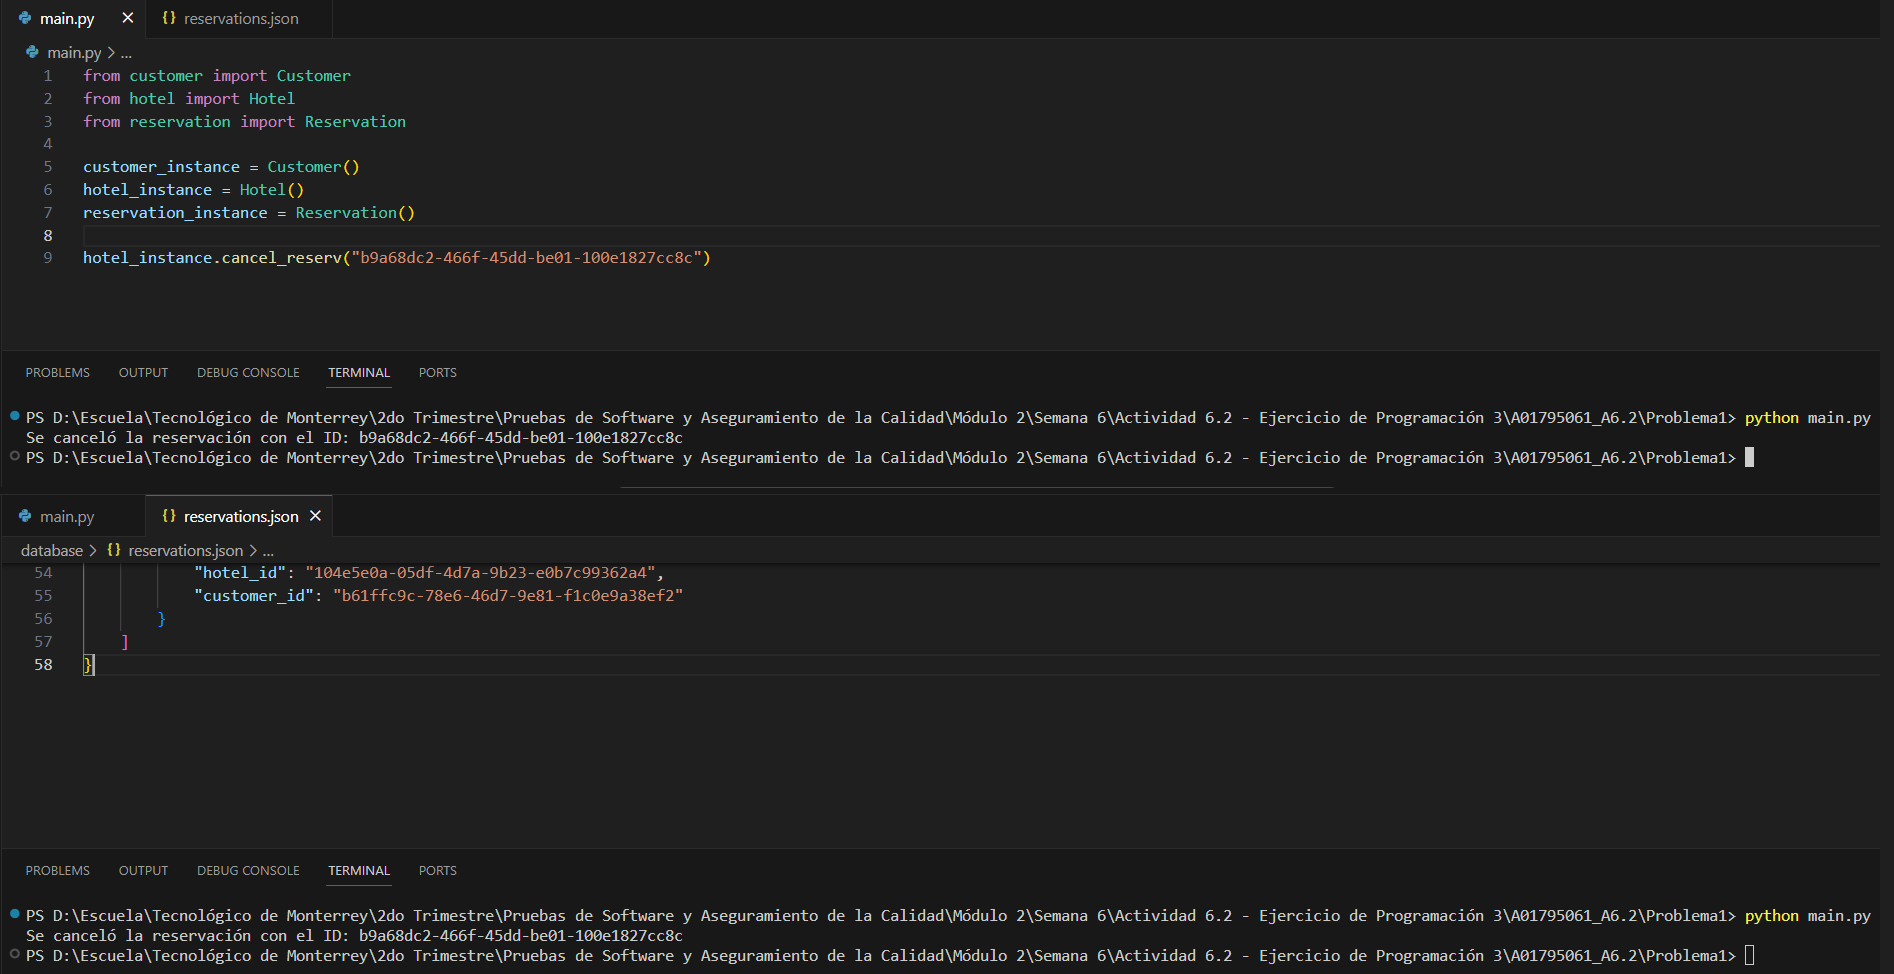 main.py × {} reservations.json
main.py > ...
1 from customer import Customer
2 from hotel import Hotel
3 from reservation import Reservation
4
5 customer_instance = Customer()
6 hotel_instance = Hotel()
7 reservation_instance = Reservation()
8
9 hotel_instance.cancel_reserv("b9a68dc2-466f-45dd-be01-100e1827cc8c")
PROBLEMS OUTPUT DEBUG CONSOLE TERMINAL PORTS
PS D:\Escuela\Tecnológico de Monterrey\2do Trimestre\Pruebas de Software y Aseguramiento de la Calidad\Módulo 2\Semana 6\Actividad 6.2 - Ejercicio de Programación 3\A01795061_A6.2\Problema1> python main.py
Se canceló la reservación con el ID: b9a68dc2-466f-45dd-be01-100e1827cc8c
PS D:\Escuela\Tecnológico de Monterrey\2do Trimestre\Pruebas de Software y Aseguramiento de la Calidad\Módulo 2\Semana 6\Actividad 6.2 - Ejercicio de Programación 3\A01795061_A6.2\Problema1>
main.py {} reservations.json ×
database > {} reservations.json > ...
54 "hotel_id": "104e5e0a-05df-4d7a-9b23-e0b7c99362a4",
55 "customer_id": "b61ffc9c-78e6-46d7-9e81-f1c0e9a38ef2"
56 }
57 ]
58 }
PROBLEMS OUTPUT DEBUG CONSOLE TERMINAL PORTS
PS D:\Escuela\Tecnológico de Monterrey\2do Trimestre\Pruebas de Software y Aseguramiento de la Calidad\Módulo 2\Semana 6\Actividad 6.2 - Ejercicio de Programación 3\A01795061_A6.2\Problema1> python main.py
Se canceló la reservación con el ID: b9a68dc2-466f-45dd-be01-100e1827cc8c
PS D:\Escuela\Tecnológico de Monterrey\2do Trimestre\Pruebas de Software y Aseguramiento de la Calidad\Módulo 2\Semana 6\Actividad 6.2 - Ejercicio de Programación 3\A01795061_A6.2\Problema1>